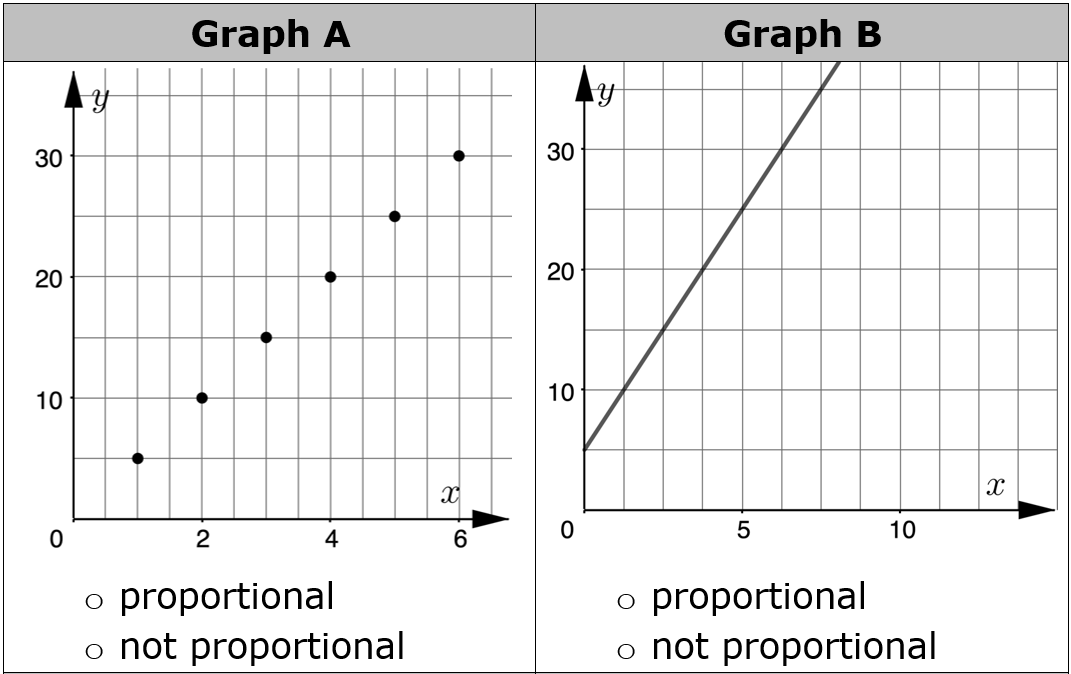 Graph A
Graph B
y
30
20
10
0
2
4
6
x
y
30
20
10
0
5
10
x
o proportional
o not proportional
o proportional
o not proportional